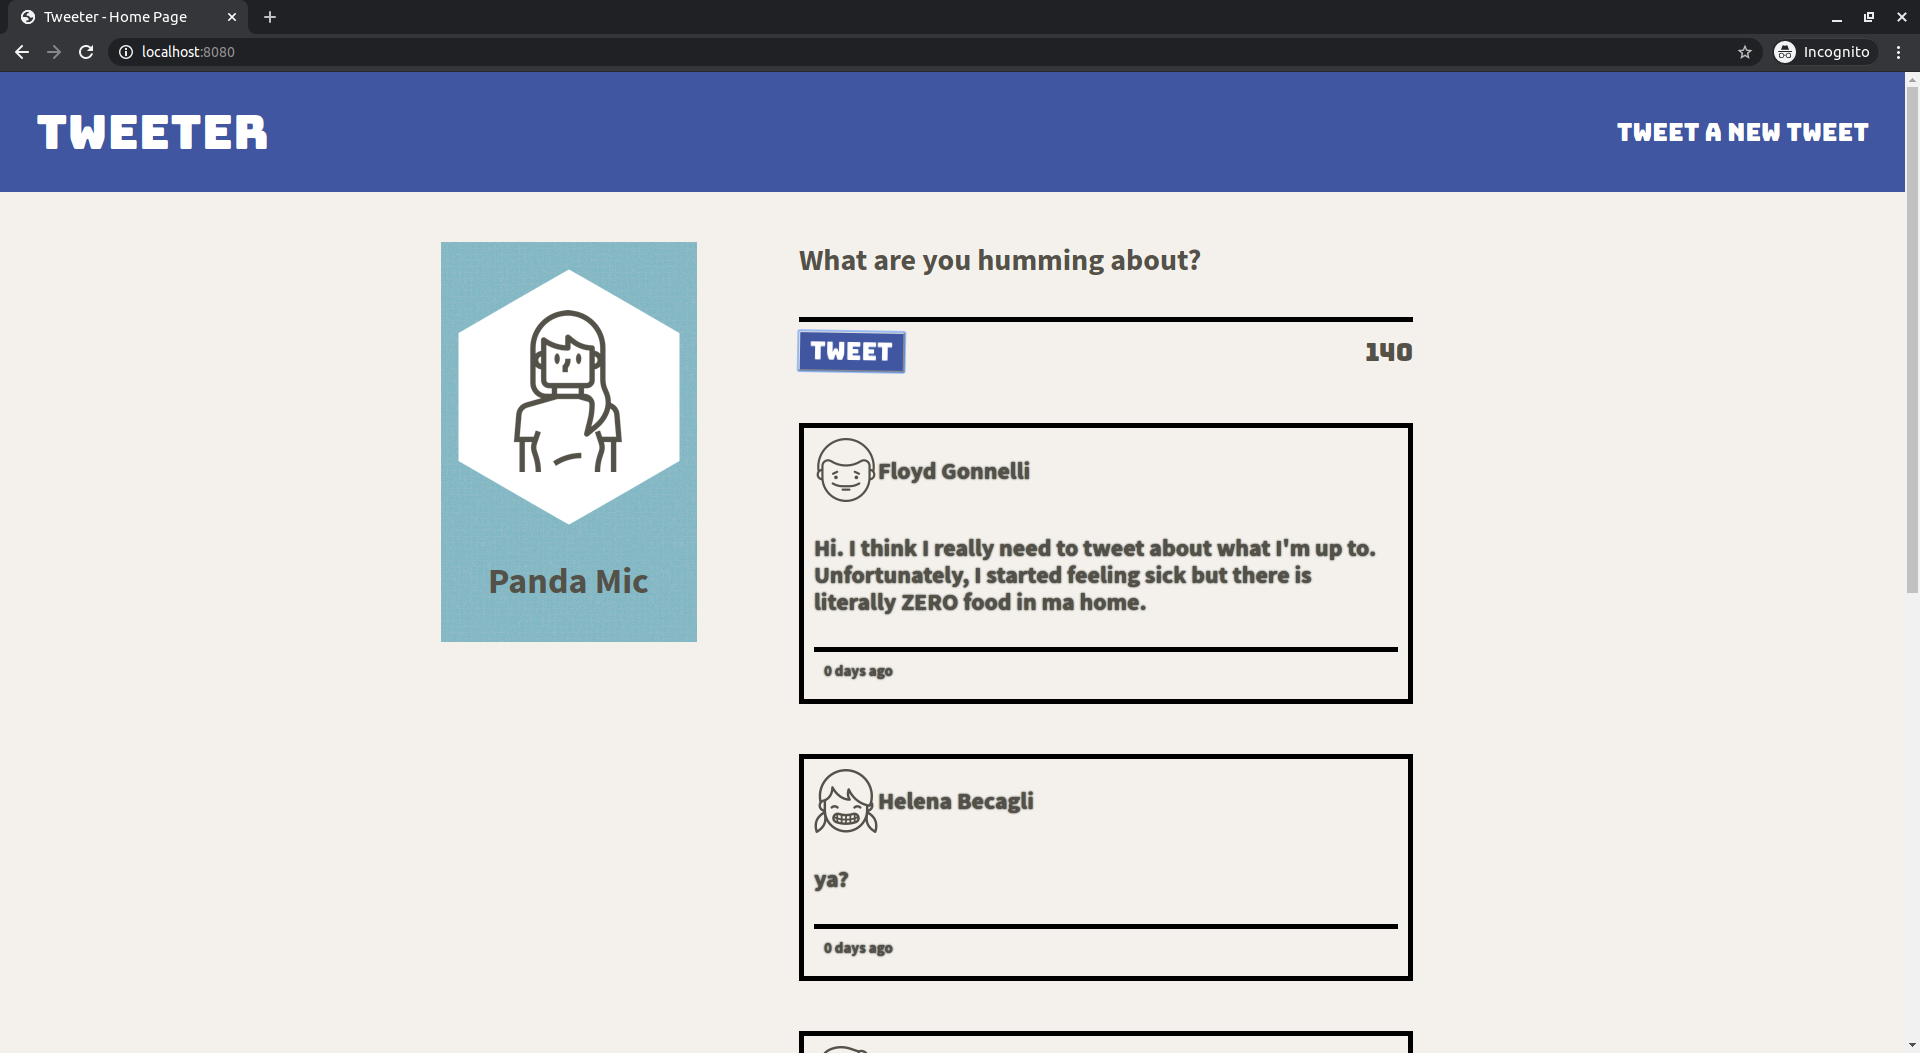 Tweeter - Home Page
localhost:8080
Incognito
TWEETER
TWEET A NEW TWEET
Panda Mic
What are you humming about?
TWEET
140
Floyd Gonnelli
Hi. I think I really need to tweet about what I'm up to.
Unfortunately, I started feeling sick but there is
literally ZERO food in ma home.
0 days ago
Helena Becagli
ya?
0 days ago